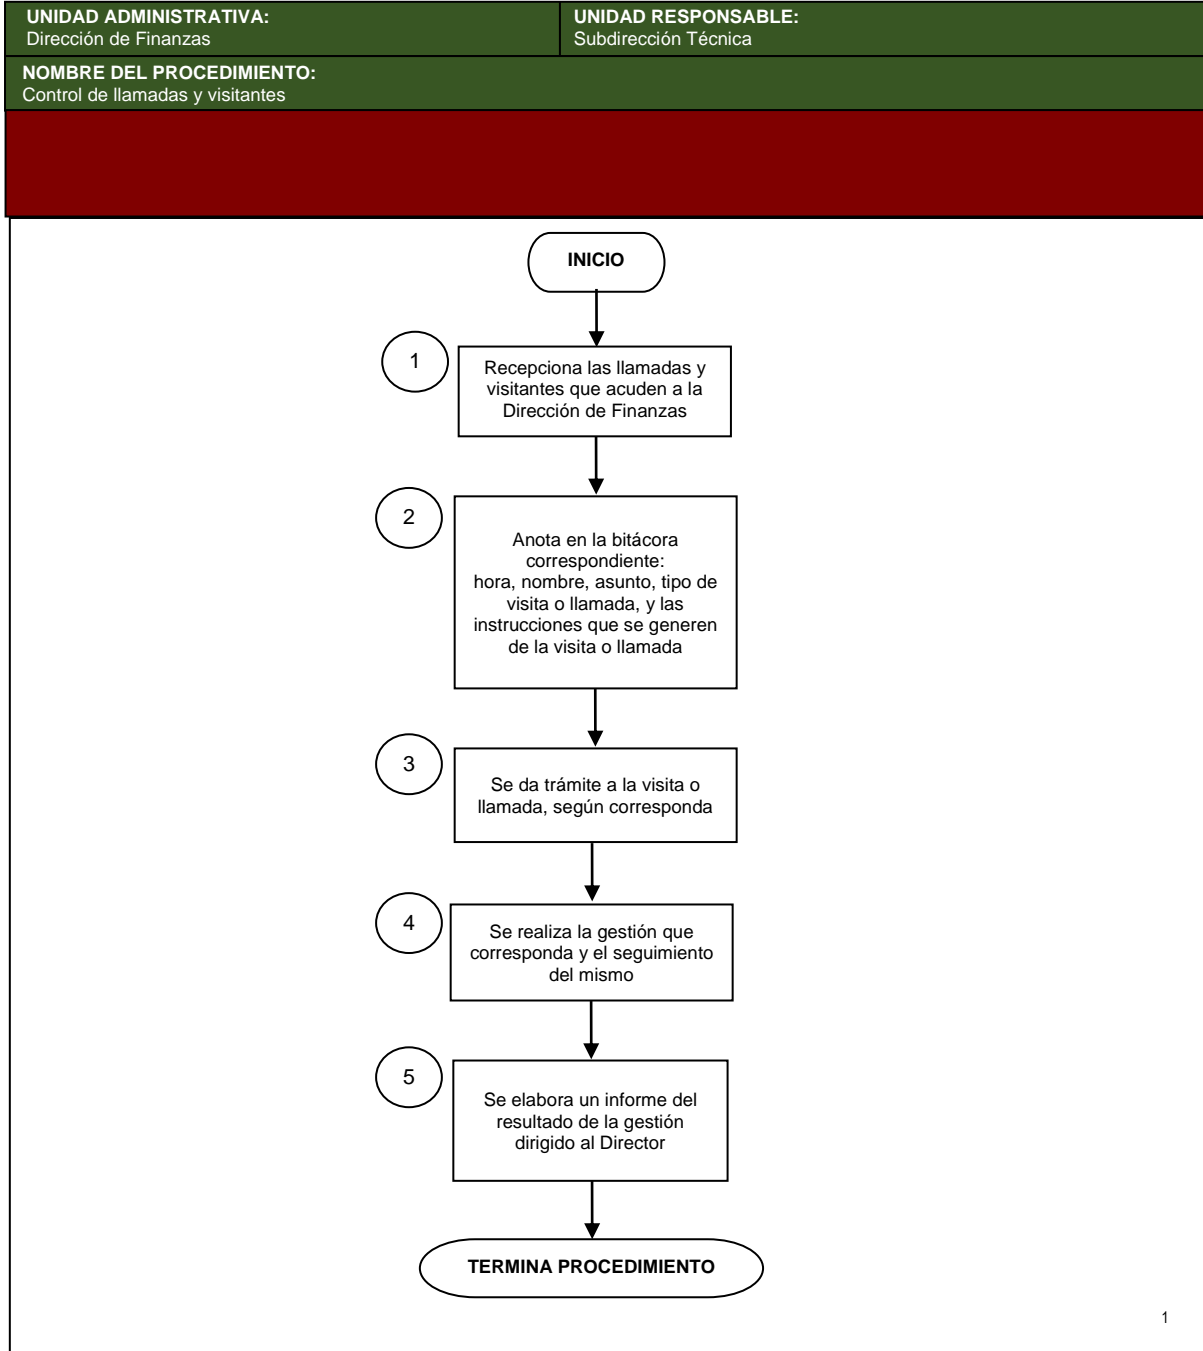 UNIDAD ADMINISTRATIVA:
Dirección de Finanzas
UNIDAD RESPONSABLE:
Subdirección Técnica
NOMBRE DEL PROCEDIMIENTO:
Control de llamadas y visitantes
INICIO
1
Recepciona las llamadas y
visitantes que acuden a la
Dirección de Finanzas
2
Anota en la bitácora
correspondiente:
hora, nombre, asunto, tipo de
visita o llamada, y las
instrucciones que se generen
de la visita o llamada
3
Se da trámite a la visita o
llamada, según corresponda
4
Se realiza la gestión que
corresponda y el seguimiento
del mismo
5
Se elabora un informe del
resultado de la gestión
dirigido al Director
TERMINA PROCEDIMIENTO
1